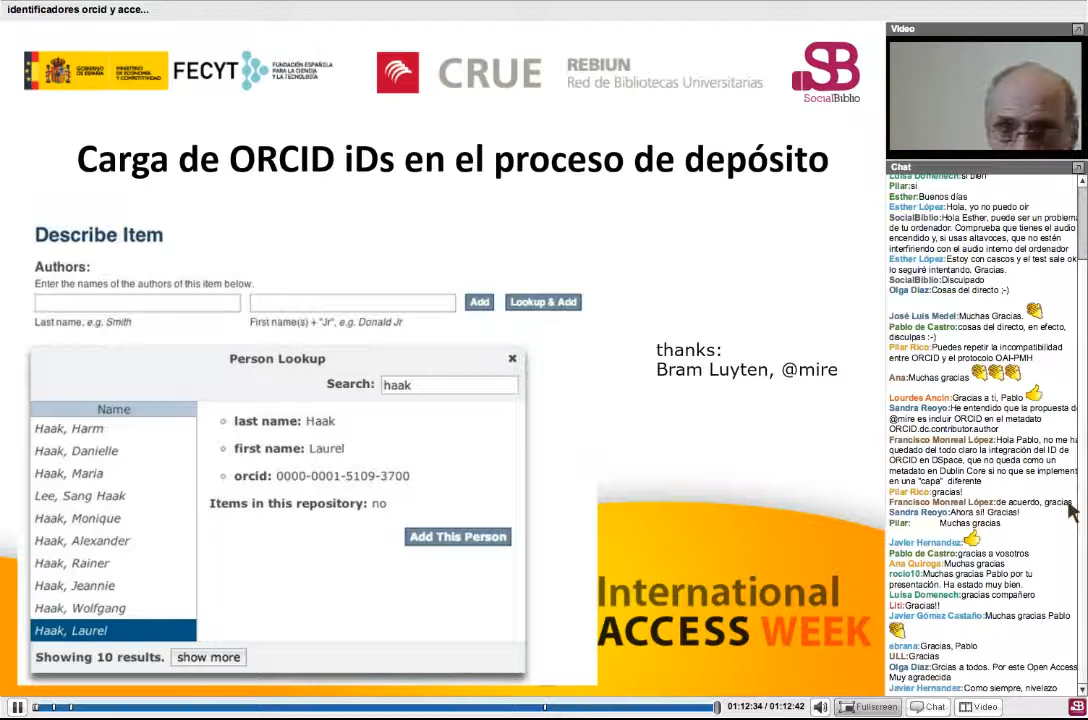 identificadores orcid y acce...
GOBIERNO DE ESPAÑA
MINISTERIO DE ECONOMÍA Y COMPETITIVIDAD
FECYT
FUNDACIÓN ESPAÑOLA
PARA LA CIENCIA
Y LA TECNOLOGÍA
CRUE
REBIUN
Red de Bibliotecas Universitarias
SB
SocialBiblio
Carga de ORCID iDs en el proceso de depósito
Describe Item
Authors:
Enter the names of the authors of this item below.
Add
Lookup & Add
Last name, e.g. Smith
First name(s) + "Jr", e.g. Donald Jr
Person Lookup
Search: haak
Name
Haak, Harm
Haak, Danielle
Haak, Maria
Lee, Sang Haak
Haak, Monique
Haak, Alexander
Haak, Rainer
Haak, Jeannie
Haak, Wolfgang
Haak, Laurel
last name: Haak
first name: Laurel
orcid: 0000-0001-5109-3700
Items in this repository: no
Add This Person
Showing 10 results. show more
thanks:
Bram Luyten, @mire
International
ACCESS WEEK
Video
Chat
Luisa Domenech:si bien
Pilar:si
Esther:Buenos días
Esther López:Hola, yo no puedo oir
SocialBiblio:Hola Esther, puede ser un problema
de tu ordenador. Comprueba que tienes el audio
encendido y, si usas altavoces, que no estén
interfiriendo con el audio interno del ordenador
Esther López:Estoy con cascos y el test sale ok
lo seguiré intentando. Gracias.
SocialBiblio:Disculpado
Olga Diaz:Cosas del directo ;-)
José Luis Medel:Muchas Gracias.
Pablo de Castro:cosas del directo, en efecto,
disculpas :-)
Pilar Rico:Puedes repetir la incompatibilidad
entre ORCID y el protocolo OAI-PMH
Ana:Muchas gracias
Lourdes Ancin:Gracias a ti, Pablo
Sandra Reoyo:He entendido que la propuesta de
@mire es incluir ORCID en el metadato
ORCID.dc.contributor.author
Francisco Monreal López:Hola Pablo, no me ha
quedado del todo claro la integración del ID de
ORCID en DSpace, que no queda como un
metadato en Dublin Core si no que se implement
en una "capa" diferente
Pilar Rico:gracias!
Francisco Monreal López:de acuerdo, gracias
Sandra Reoyo:Ahora sí! Gracias!
Pilar: Muchas gracias
Javier Hernandez:
Pablo de Castro:gracias a vosotros
Ana Quiroga:Muchas gracias
rocio10:Muchas gracias Pablo por tu
presentación. Ha estado muy bien.
Luisa Domenech:gracias compañero
Liti:Gracias!!
Javier Gómez Castaño:Muchas gracias Pablo
ebrana:Gracias, Pablo
ULL:Gracias
Olga Diaz:Grcias a todos. Por este Open Access
Muy agradecida
Javier Hernandez:Como siempre, nivelazo
01:12:34 / 01:12:42
Fullscreen
Chat
Video
SB